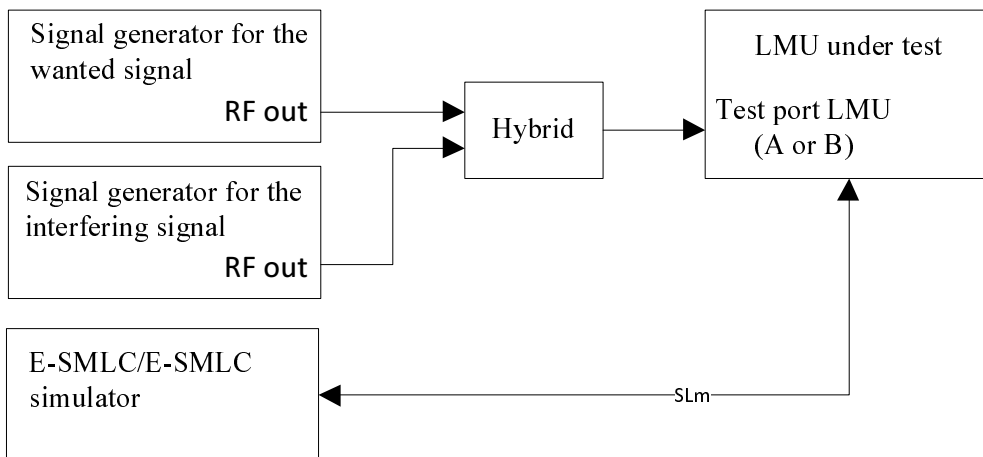 Signal generator for the
wanted signal
RF out
Signal generator for the
interfering signal
RF out
Hybrid
LMU under test
Test port LMU
(A or B)
E-SMLC/E-SMLC
simulator
SLm